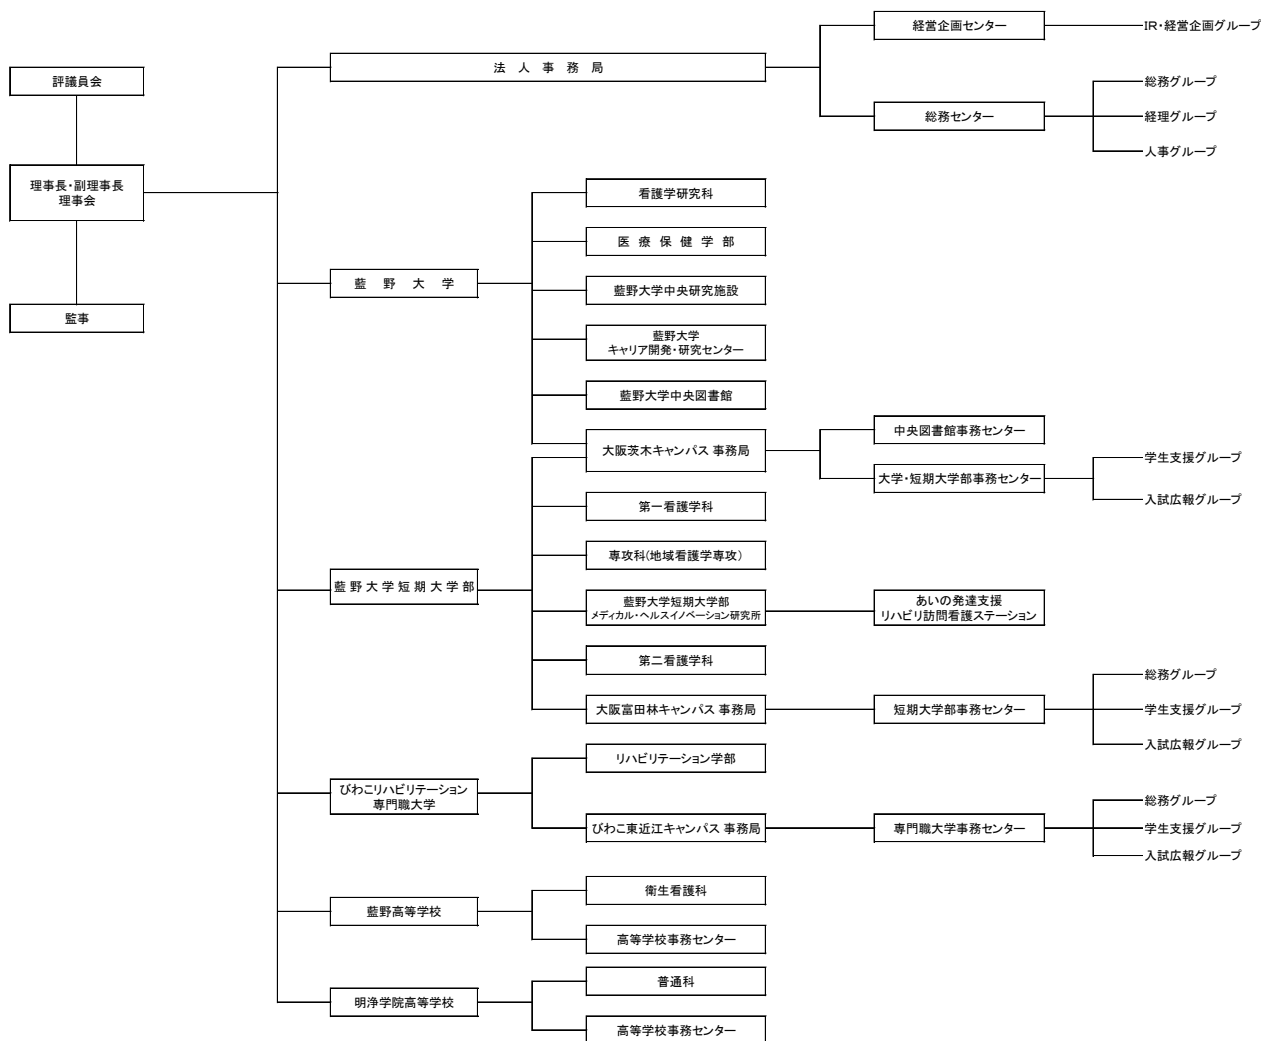 評議員会
理事長・副理事長
理事会
監事
法人事務局
経営企画センター
IR・経営企画グループ
総務センター
総務グループ
経理グループ
人事グループ
藍野大学
看護学研究科
医療保健学部
藍野大学中央研究施設
藍野大学
キャリア開発・研究センター
藍野大学中央図書館
大阪茨木キャンパス 事務局
中央図書館事務センター
大学・短期大学部事務センター
学生支援グループ
入試広報グループ
藍野大学短期大学部
第一看護学科
専攻科(地域看護学専攻)
藍野大学短期大学部
メディカル・ヘルスイノベーション研究所
あいの発達支援
リハビリ訪問看護ステーション
第二看護学科
大阪富田林キャンパス 事務局
短期大学部事務センター
総務グループ
学生支援グループ
入試広報グループ
びわこリハビリテーション
専門職大学
リハビリテーション学部
びわこ東近江キャンパス 事務局
専門職大学事務センター
総務グループ
学生支援グループ
入試広報グループ
藍野高等学校
衛生看護科
高等学校事務センター
明浄学院高等学校
普通科
高等学校事務センター